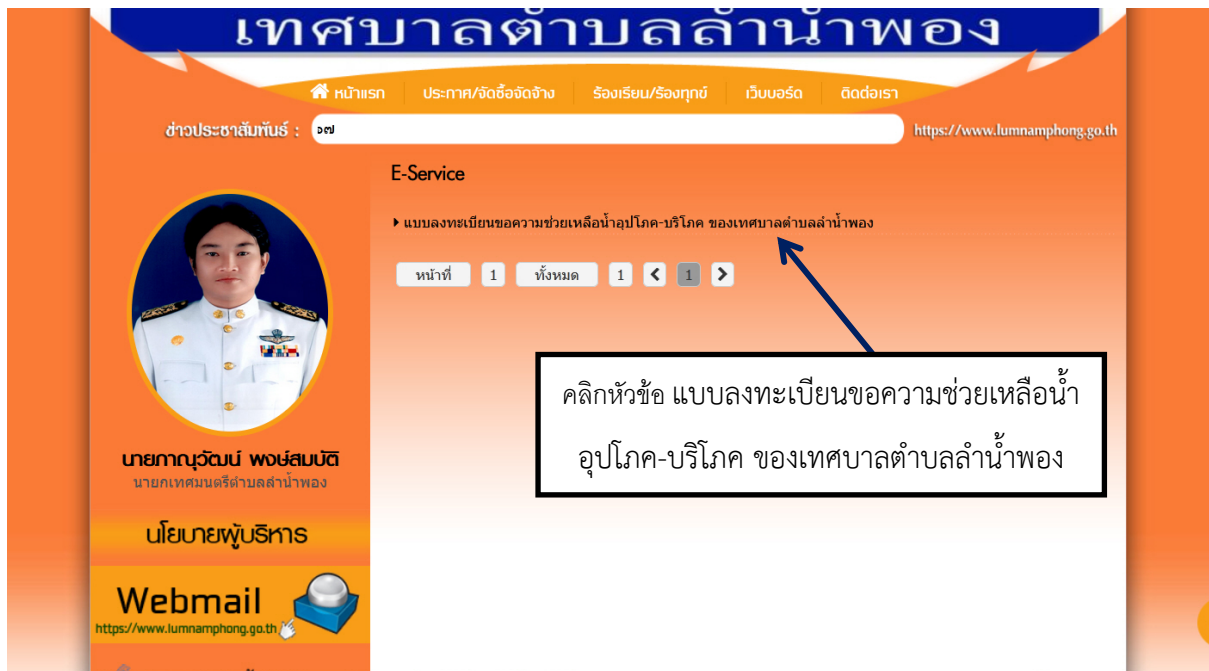 เทศบาลตำบลลำน้ำพอง
หน้าแรก ประกาศ/จัดซื้อจัดจ้าง ร้องเรียน/ร้องทุกข์ เว็บบอร์ด ติดต่อเรา
ข่าวประชาสัมพันธ์ : ๑๗ https://www.lumnamphong.go.th
E-Service
แบบลงทะเบียนขอความช่วยเหลือน้ำอุปโภค-บริโภค ของเทศบาลตำบลลำน้ำพอง
หน้าที่ 1 ทั้งหมด 1 1
คลิกหัวข้อ แบบลงทะเบียนขอความช่วยเหลือน้ำ
อุปโภค-บริโภค ของเทศบาลตำบลลำน้ำพอง
นายภาณุวัฒน์ พงษ์สมบัติ
นายกเทศมนตรีตำบลลำน้ำพอง
นโยบายผู้บริหาร
Webmail
https://www.lumnamphong.go.th